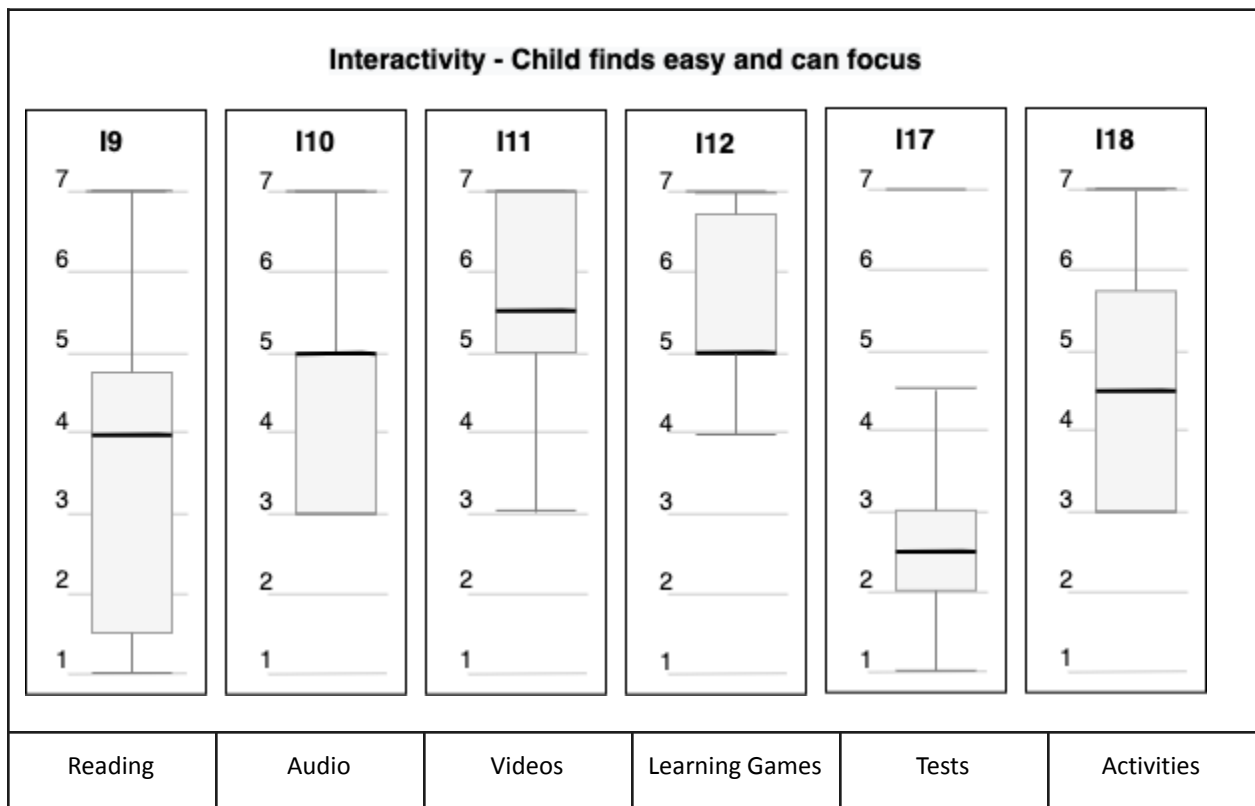 Interactivity - Child finds easy and can focus
I9 I10 I11 I12 I17 I18
7 7 7 7 7 7
6 6 6 6 6 6
5 5 5 5 5 5
4 4 4 4 4 4
3 3 3 3 3 3
2 2 2 2 2 2
1 1 1 1 1 1
Reading Audio Videos Learning Games Tests Activities